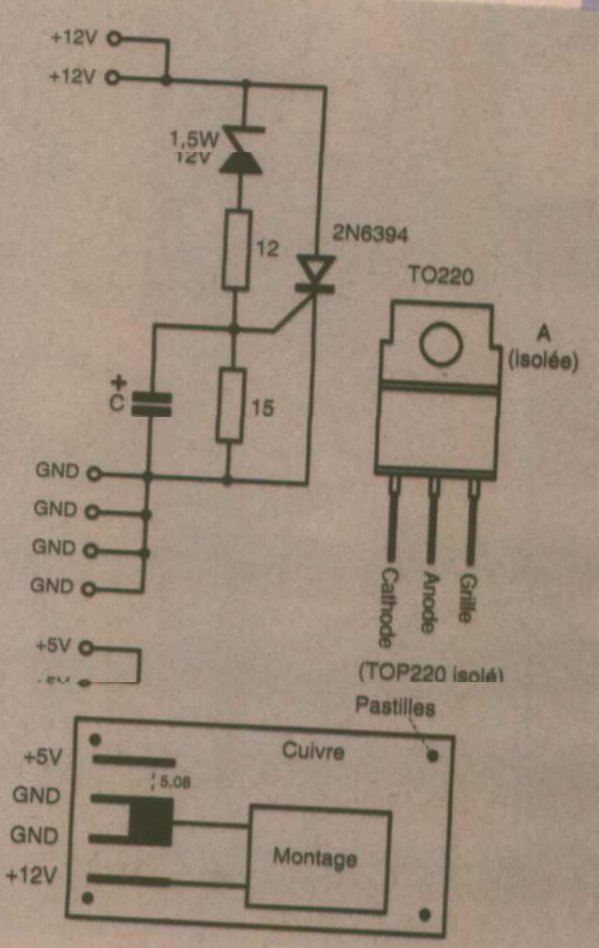 +12V
+12V
1,5W
12V
12
2N6394
TO220
A
(isolée)
+
C
15
GND
GND
GND
GND
Cathode
Anode
Grille
+5V
+5V
(TOP220 isolé)
Pastilles
Cuivre
+5V
5.08
GND
GND
Montage
+12V